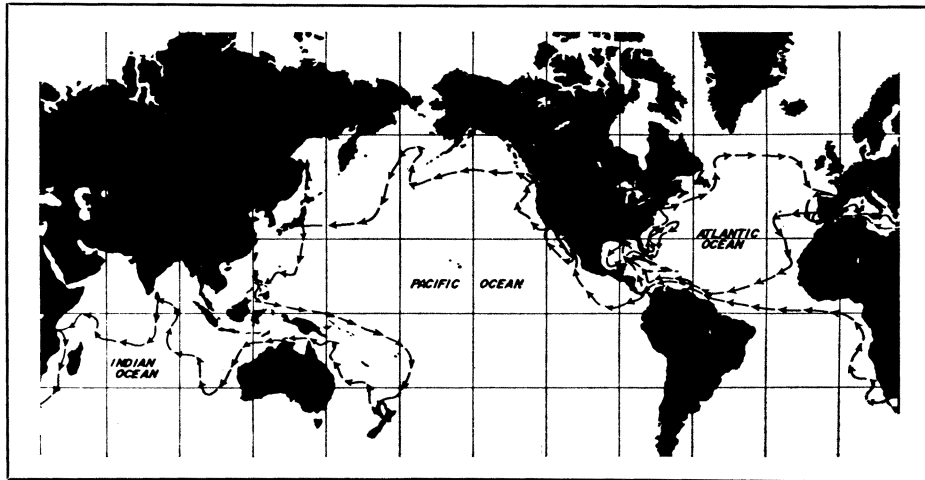 ATLANTIC
OCEAN
PACIFIC OCEAN
INDIAN
OCEAN